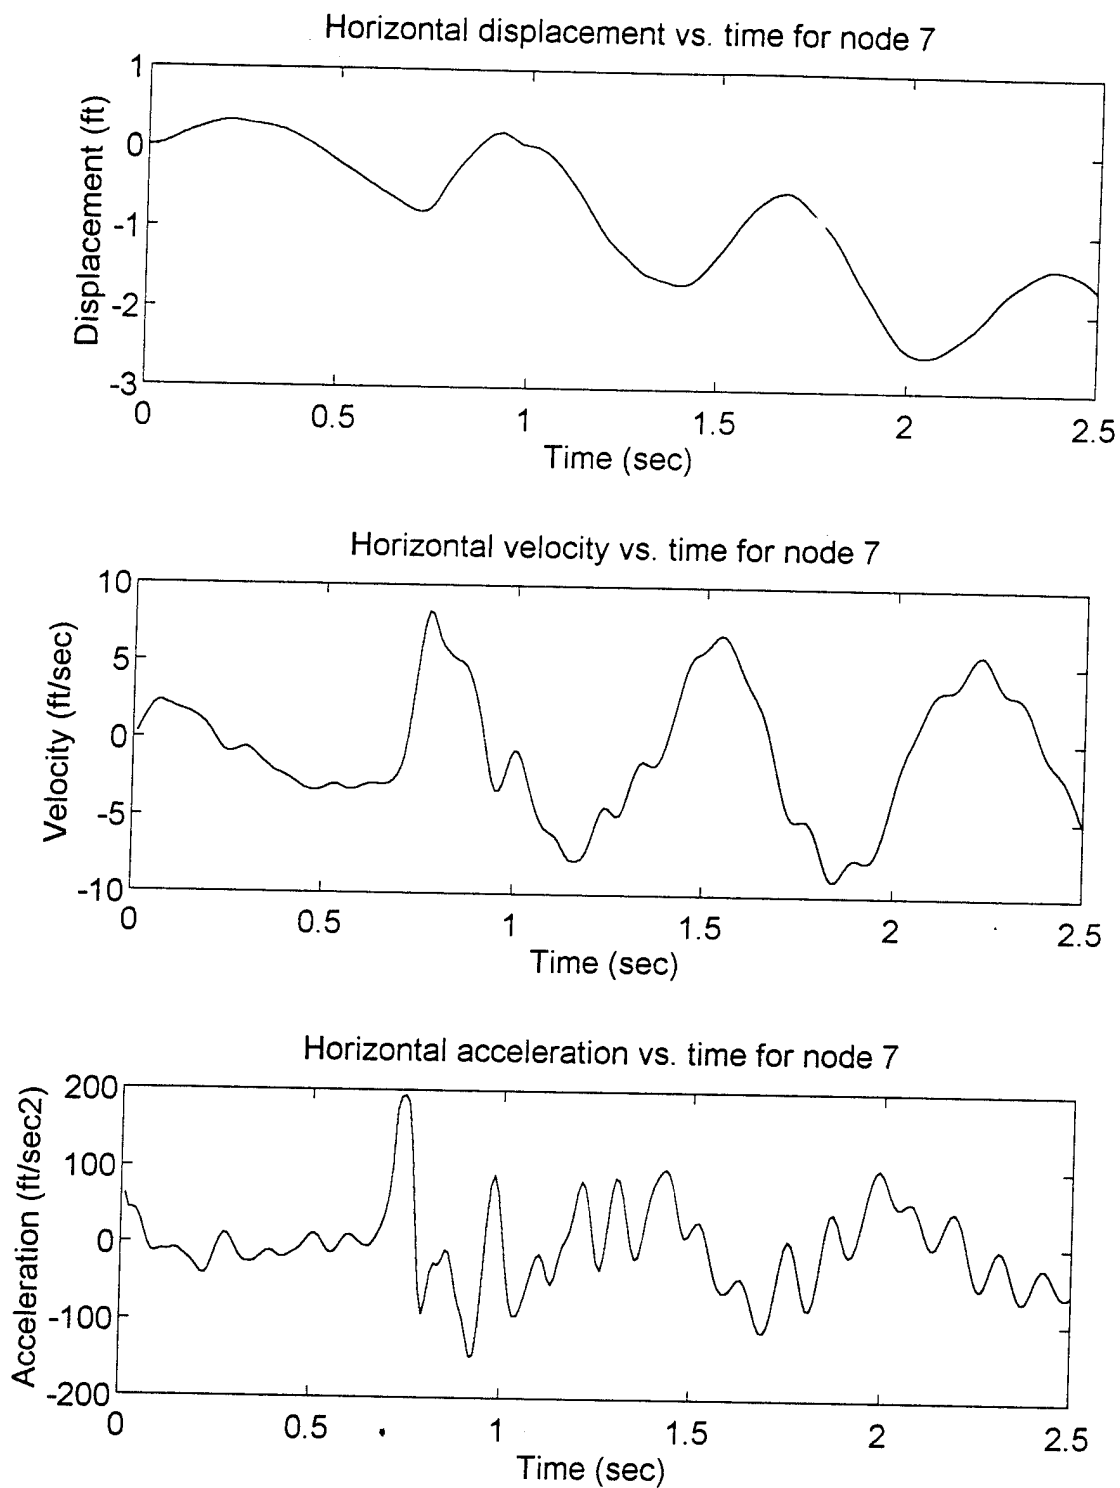 Horizontal displacement vs. time for node 7
1
0
-1
-2
-3
Displacement (ft)
0 0.5 1 1.5 2 2.5
Time (sec)
Horizontal velocity vs. time for node 7
10
5
0
-5
-10
Velocity (ft/sec)
0 0.5 1 1.5 2 2.5
Time (sec)
Horizontal acceleration vs. time for node 7
200
100
0
-100
-200
Acceleration (ft/sec2)
0 0.5 1 1.5 2 2.5
Time (sec)